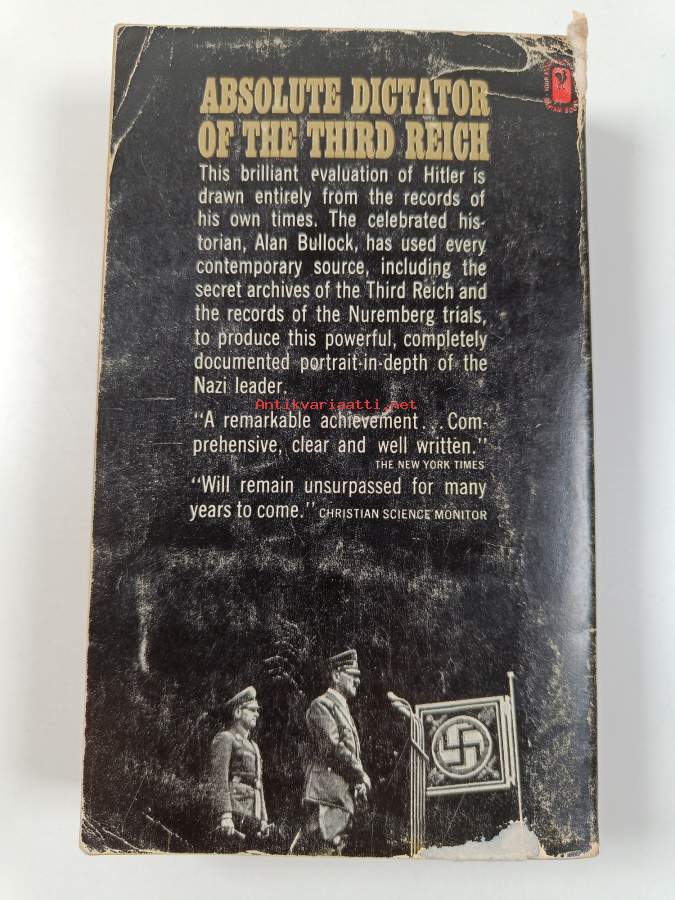 ABSOLUTE DICTATOR
OF THE THIRD REICH
This brilliant evaluation of Hitler is
drawn entirely from the records of
his own times. The celebrated his-
torian, Alan Bullock, has used every
contemporary source, including the
secret archives of the Third Reich and
the records of the Nuremberg trials,
to produce this powerful, completely
documented portrait-in-depth of the
Nazi leader.
Antikvariaatti.net
"A remarkable achievement...Com-
prehensive, clear and well written."
THE NEW YORK TIMES
"Will remain unsurpassed for many
years to come." CHRISTIAN SCIENCE MONITOR